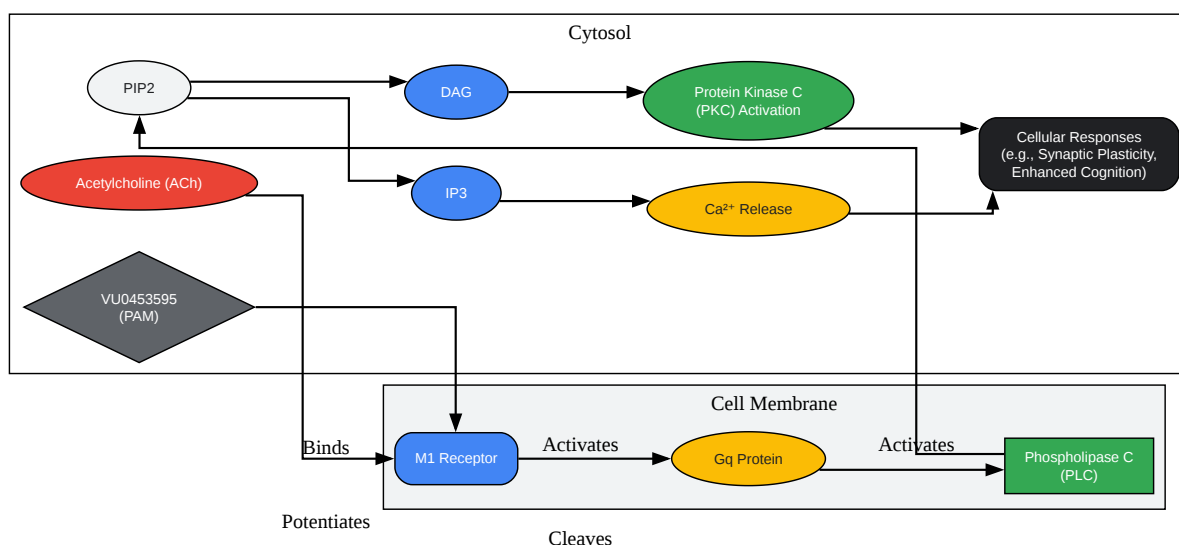 Cytosol
PIP2
DAG
Protein Kinase C
(PKC) Activation
Cellular Responses
(e.g., Synaptic Plasticity,
Enhanced Cognition)
Acetylcholine (ACh)
IP3
Ca²⁺ Release
VU0453595
(PAM)
Cell Membrane
Binds
M1 Receptor
Activates
Gq Protein
Activates
Phospholipase C
(PLC)
Potentiates
Cleaves